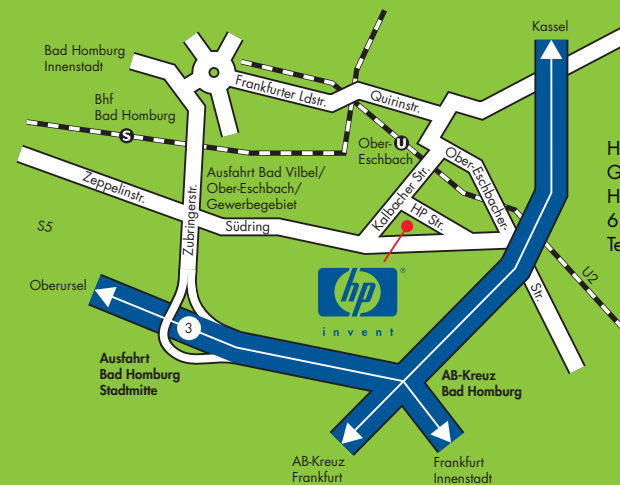 Kassel
Bad Homburg
Innenstadt
Frankfurter Ldstr.
Quirinstr.
Bhf
Bad Homburg
S
U
Ober-
Eschbach
Ober-Eschbacher-
Str.
H
G
H
6
Te
Ausfahrt Bad Vilbel/
Ober-Eschbach/
Gewerbegebiet
Zeppelinstr.
Zubringerstr.
Kalbacher Str.
HP Str.
S5
Südring
U2
Oberursel
hp
®
invent
3
Ausfahrt
Bad Homburg
Stadtmitte
AB-Kreuz
Bad Homburg
AB-Kreuz
Frankfurt
Frankfurt
Innenstadt